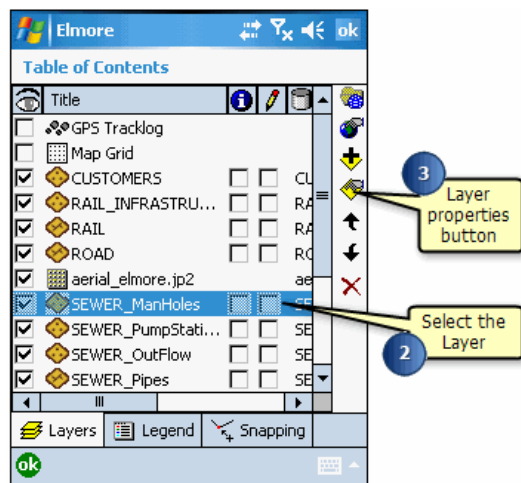 Elmore
ok
Table of Contents
Title
GPS Tracklog
Map Grid
CUSTOMERS
CU
RAIL_INFRASTRU...
RA
RAIL
RA
ROAD
RO
aerial_elmore.jp2
ae
SEWER_ManHoles
SE
SEWER_PumpStati...
SE
SEWER_OutFlow
SE
SEWER_Pipes
SE
3
Layer
properties
button
Select the
Layer
2
Layers
Legend
Snapping
ok